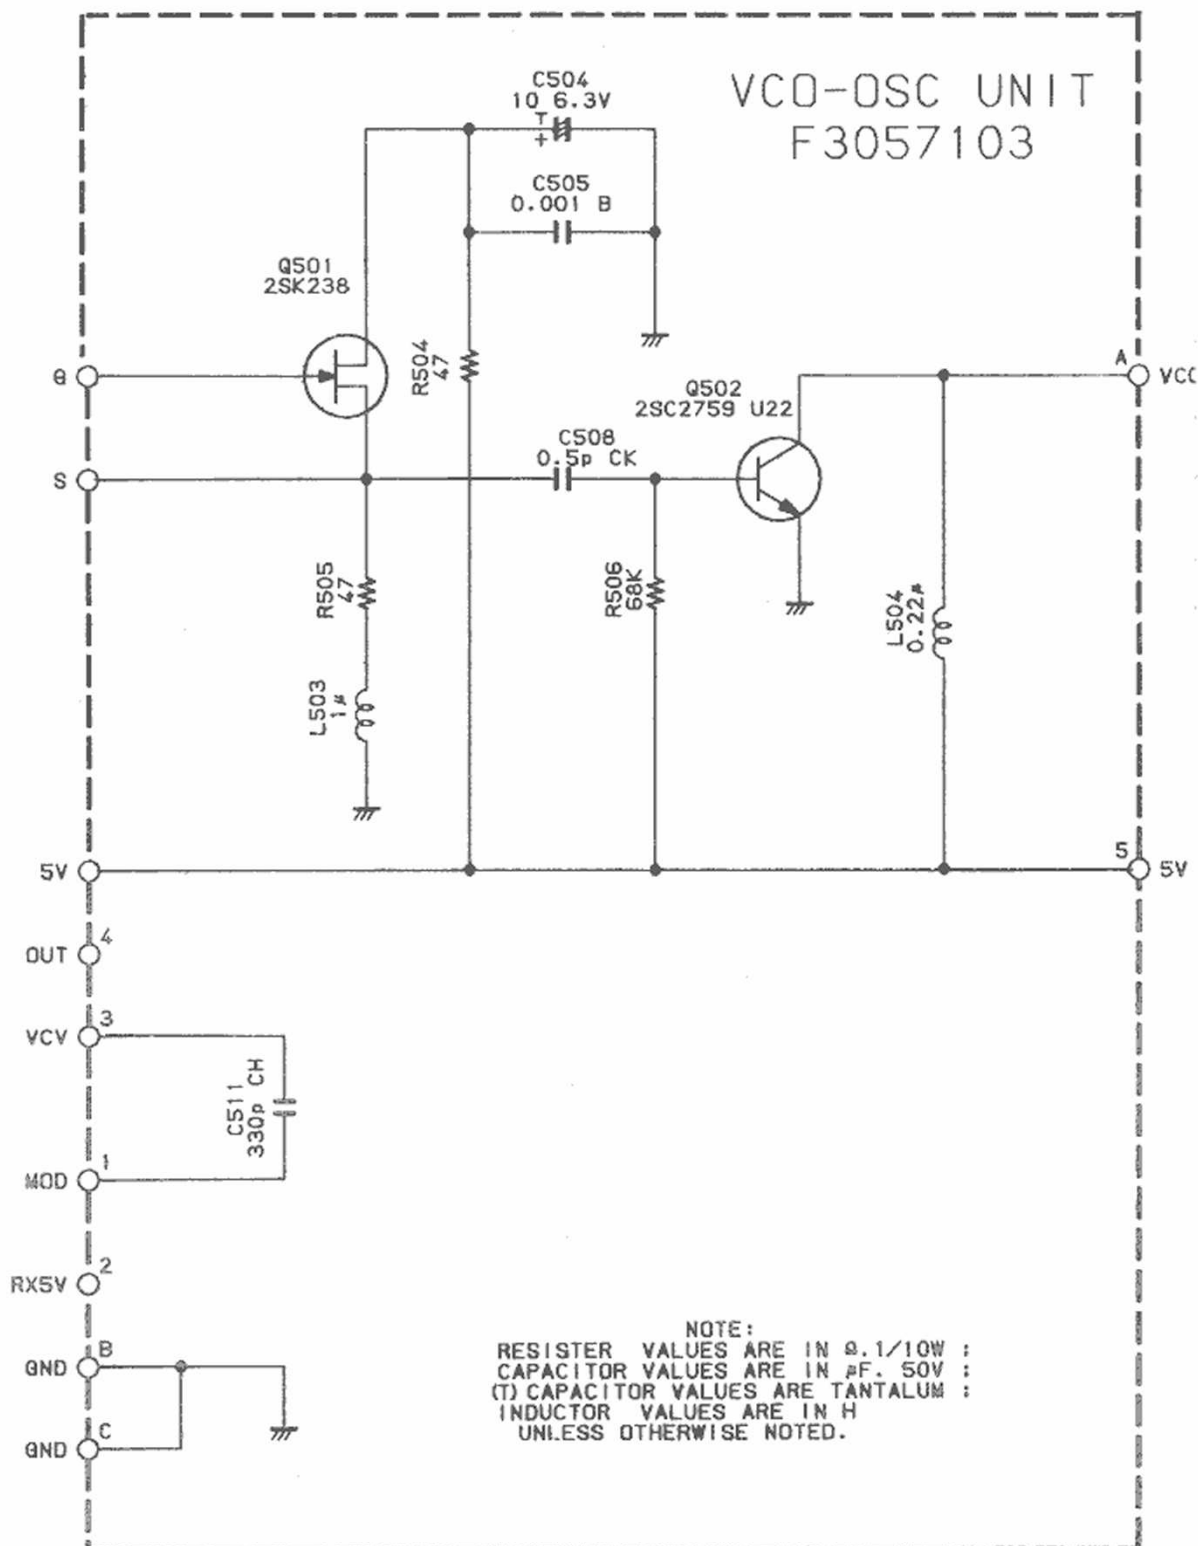 VCO-OSC UNIT
F3057103
C504
10 6.3V
T
+
C505
0.001 B
Q501
2SK238
R504
47
G
A
Q502
2SC2759 U22
C508
0.5p CK
S
R505
47
R506
68K
L504
0.22μ
L503
1μ
5V
5
5V
4
OUT
3
VCV
C511
330p CH
1
MOD
2
RX5V
B
GND
C
GND
NOTE:
RESISTER VALUES ARE IN Ω.1/10W ;
CAPACITOR VALUES ARE IN μF. 50V ;
(T) CAPACITOR VALUES ARE TANTALUM ;
INDUCTOR VALUES ARE IN H
UNLESS OTHERWISE NOTED.